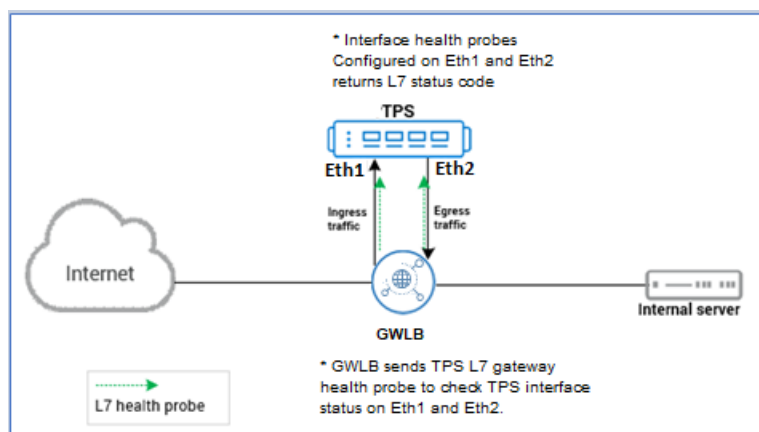 * Interface health probes
Configured on Eth1 and Eth2
returns L7 status code
TPS
Eth1
Eth2
Ingress
traffic
Egress
traffic
Internet
Internal server
GWLB
* GWLB sends TPS L7 gateway
health probe to check TPS interface
status on Eth1 and Eth2.
L7 health probe